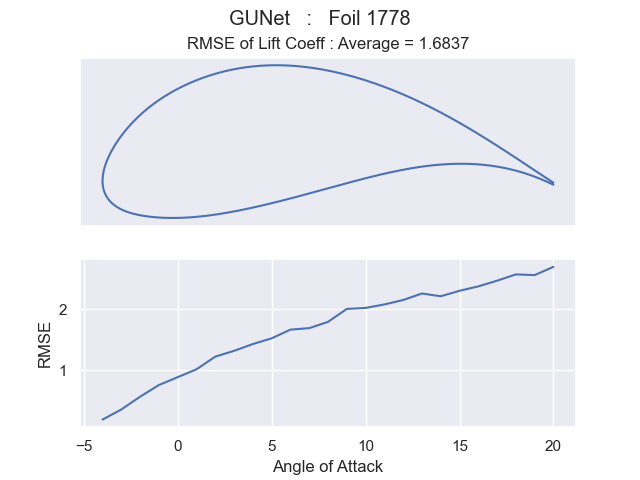 GUNet   :   Foil 1778
RMSE of Lift Coeff : Average = 1.6837
2
1
RMSE
−5 0 5 10 15 20
Angle of Attack